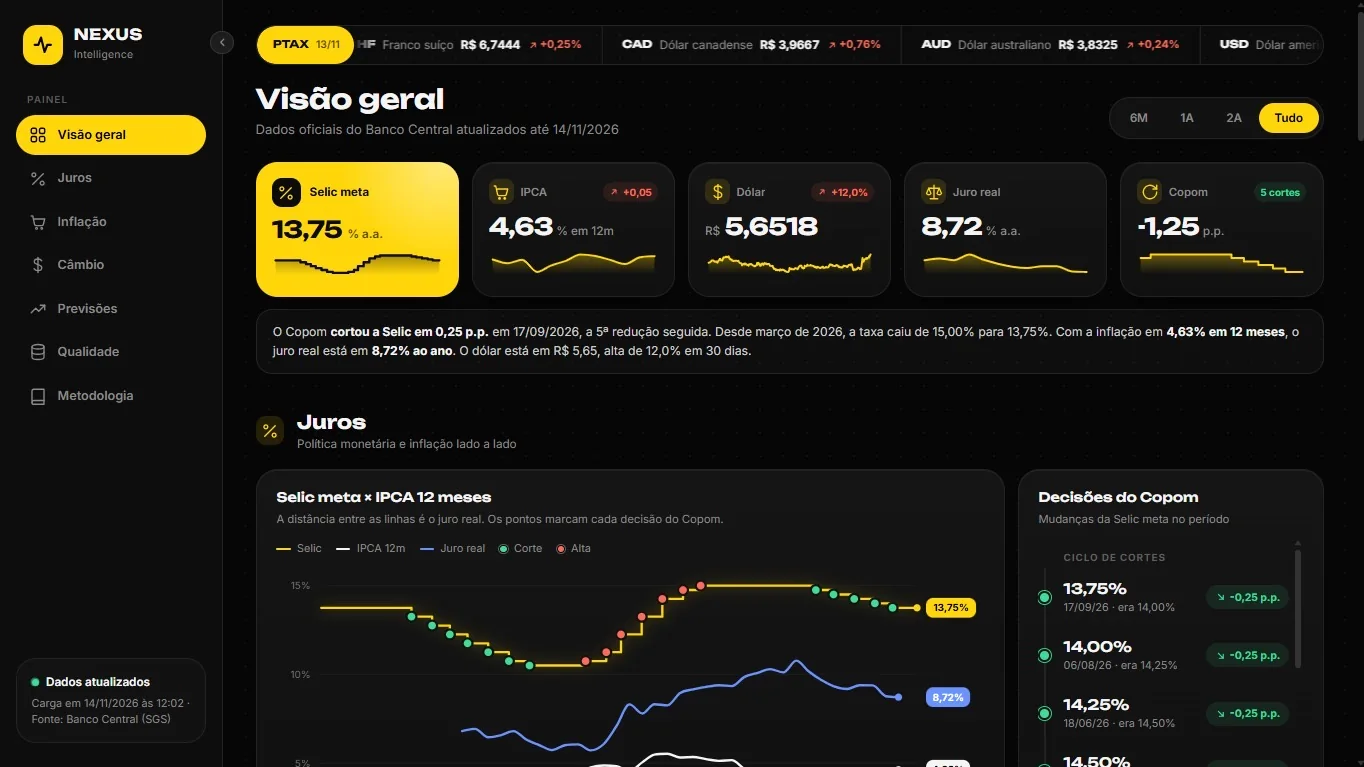 NEXUS
Intelligence
PAINEL
Visão geral
Juros
Inflação
Câmbio
Previsões
Qualidade
Metodologia
Dados atualizados
Carga em 14/11/2026 às 12:02 ·
Fonte: Banco Central (SGS)
PTAX 13/11 HF Franco suíço R$ 6,7444 ↗ +0,25% CAD Dólar canadense R$ 3,9667 ↗ +0,76% AUD Dólar australiano R$ 3,8325 ↗ +0,24% USD Dólar amer
Visão geral
Dados oficiais do Banco Central atualizados até 14/11/2026
6M 1A 2A Tudo
Selic meta
13,75 % a.a.
IPCA ↗ +0,05
4,63 % em 12m
Dólar ↗ +12,0%
R$ 5,6518
Juro real
8,72 % a.a.
Copom 5 cortes
-1,25 p.p.
O Copom cortou a Selic em 0,25 p.p. em 17/09/2026, a 5ª redução seguida. Desde março de 2026, a taxa caiu de 15,00% para 13,75%. Com a inflação em 4,63% em 12 meses, o
juro real está em 8,72% ao ano. O dólar está em R$ 5,65, alta de 12,0% em 30 dias.
Juros
Política monetária e inflação lado a lado
Selic meta × IPCA 12 meses
A distância entre as linhas é o juro real. Os pontos marcam cada decisão do Copom.
Selic IPCA 12m Juro real Corte Alta
15%
13,75%
10%
8,72%
5%
Decisões do Copom
Mudanças da Selic meta no período
CICLO DE CORTES
13,75%
17/09/26 · era 14,00%
↘ -0,25 p.p.
14,00%
06/08/26 · era 14,25%
↘ -0,25 p.p.
14,25%
18/06/26 · era 14,50%
↘ -0,25 p.p.
14,50%